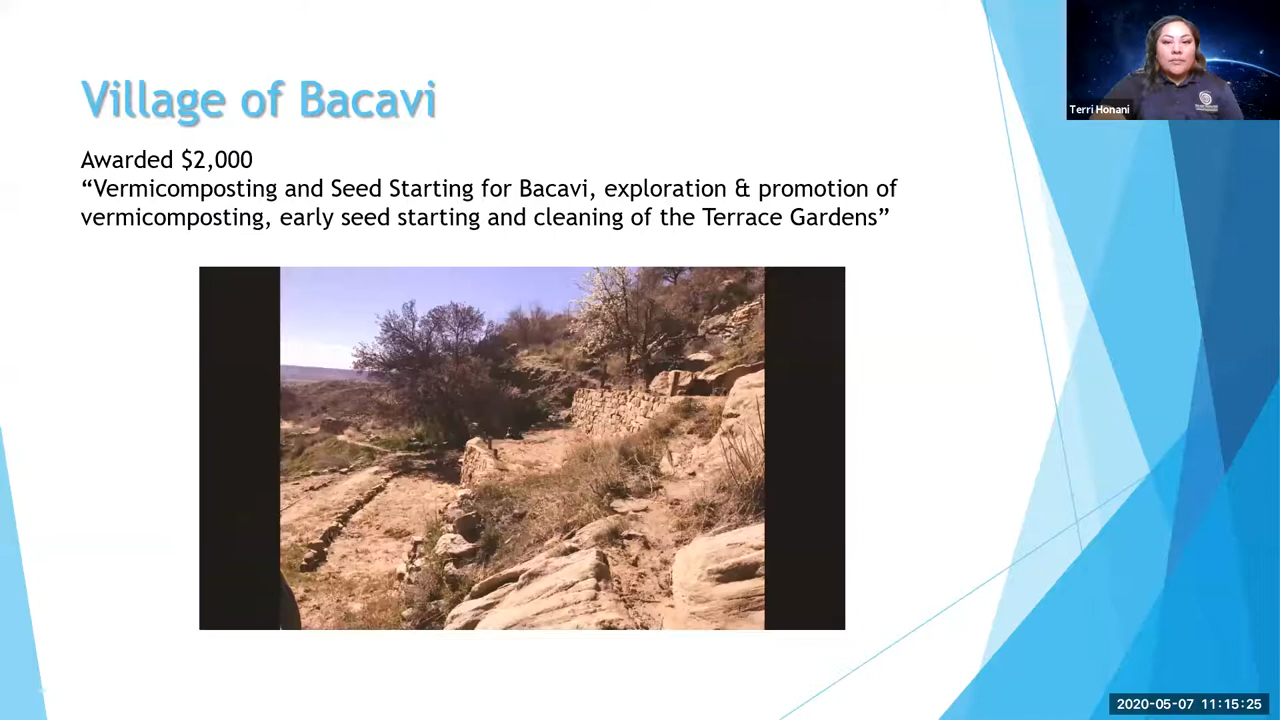 Village of Bacavi
Awarded $2,000
“Vermicomposting and Seed Starting for Bacavi, exploration & promotion of
vermicomposting, early seed starting and cleaning of the Terrace Gardens”
Terri Honani
2020-05-07 11:15:25